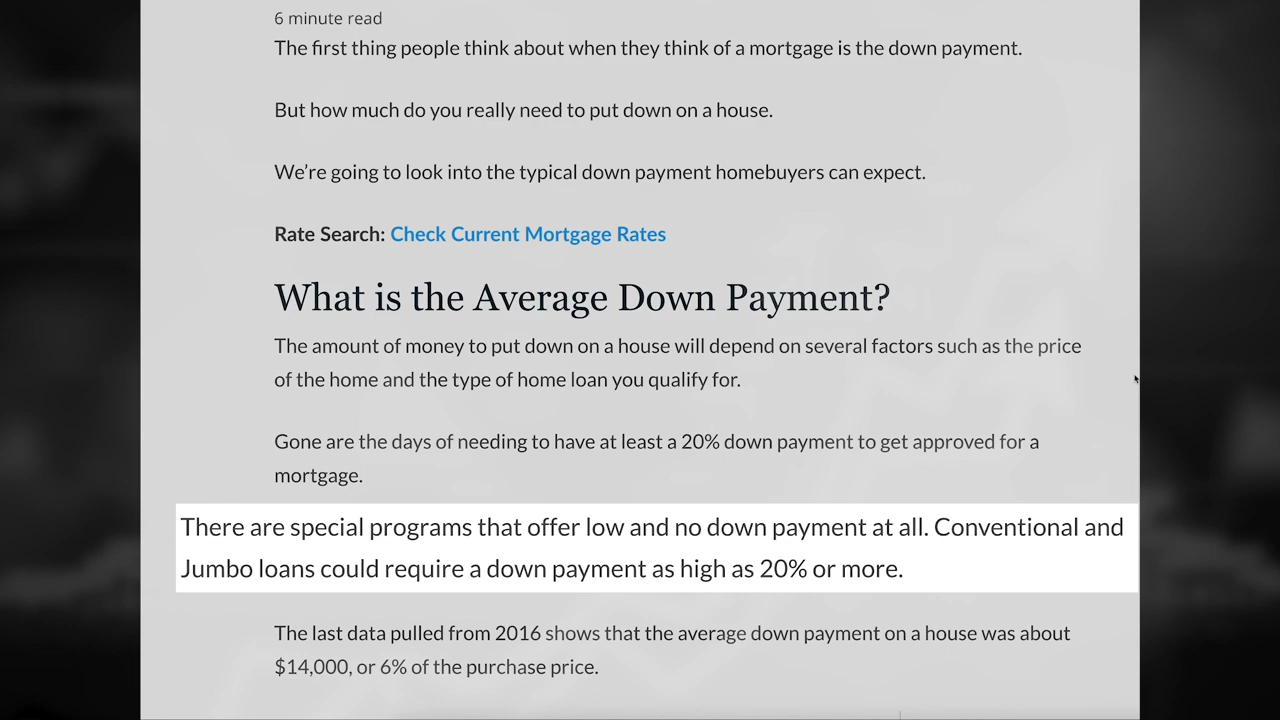 6 minute read
The first thing people think about when they think of a mortgage is the down payment.
But how much do you really need to put down on a house.
We’re going to look into the typical down payment homebuyers can expect.
Rate Search: Check Current Mortgage Rates
What is the Average Down Payment?
The amount of money to put down on a house will depend on several factors such as the price
of the home and the type of home loan you qualify for.
Gone are the days of needing to have at least a 20% down payment to get approved for a
mortgage.
There are special programs that offer low and no down payment at all. Conventional and
Jumbo loans could require a down payment as high as 20% or more.
The last data pulled from 2016 shows that the average down payment on a house was about
$14,000, or 6% of the purchase price.